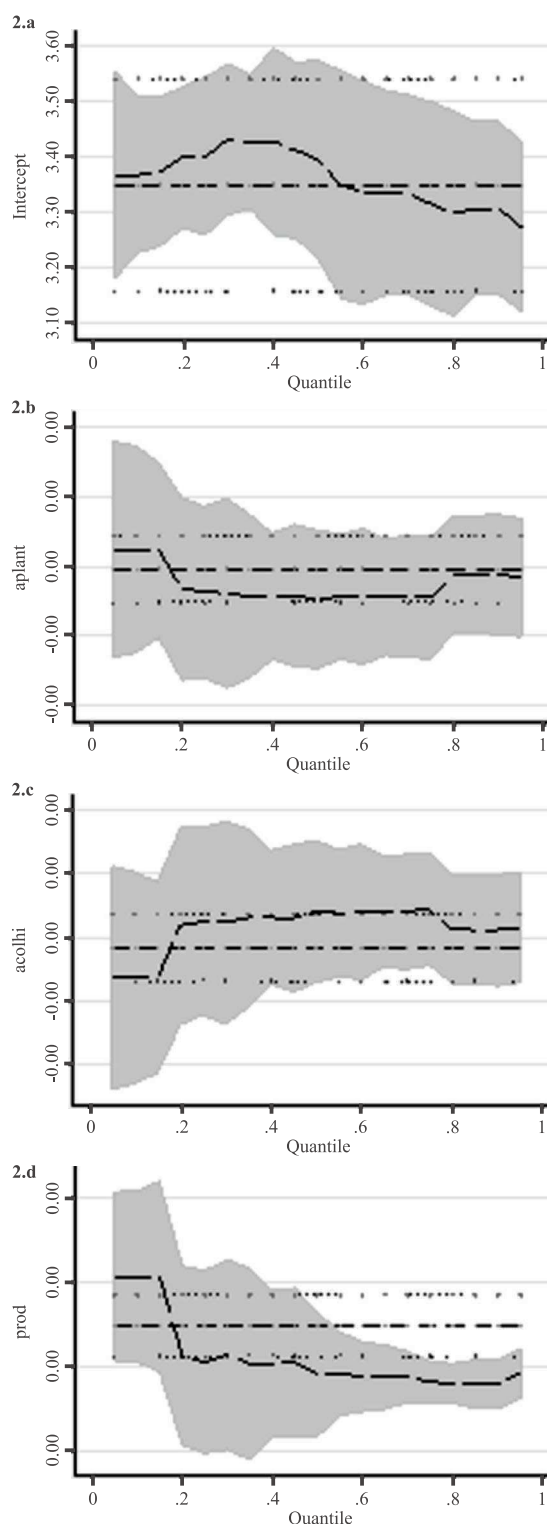 2.a
3.60
3.50
3.40
3.30
3.20
3.10
Intercept
0 .2 .4 .6 .8 1
Quantile
2.b
0.00
0.00
0.00
-0.00
-0.00
aplant
0 .2 .4 .6 .8 1
Quantile
2.c
0.00
0.00
0.00
-0.00
-0.00
acolhi
0 .2 .4 .6 .8 1
Quantile
2.d
0.00
0.00
0.00
0.00
prod
0 .2 .4 .6 .8 1
Quantile